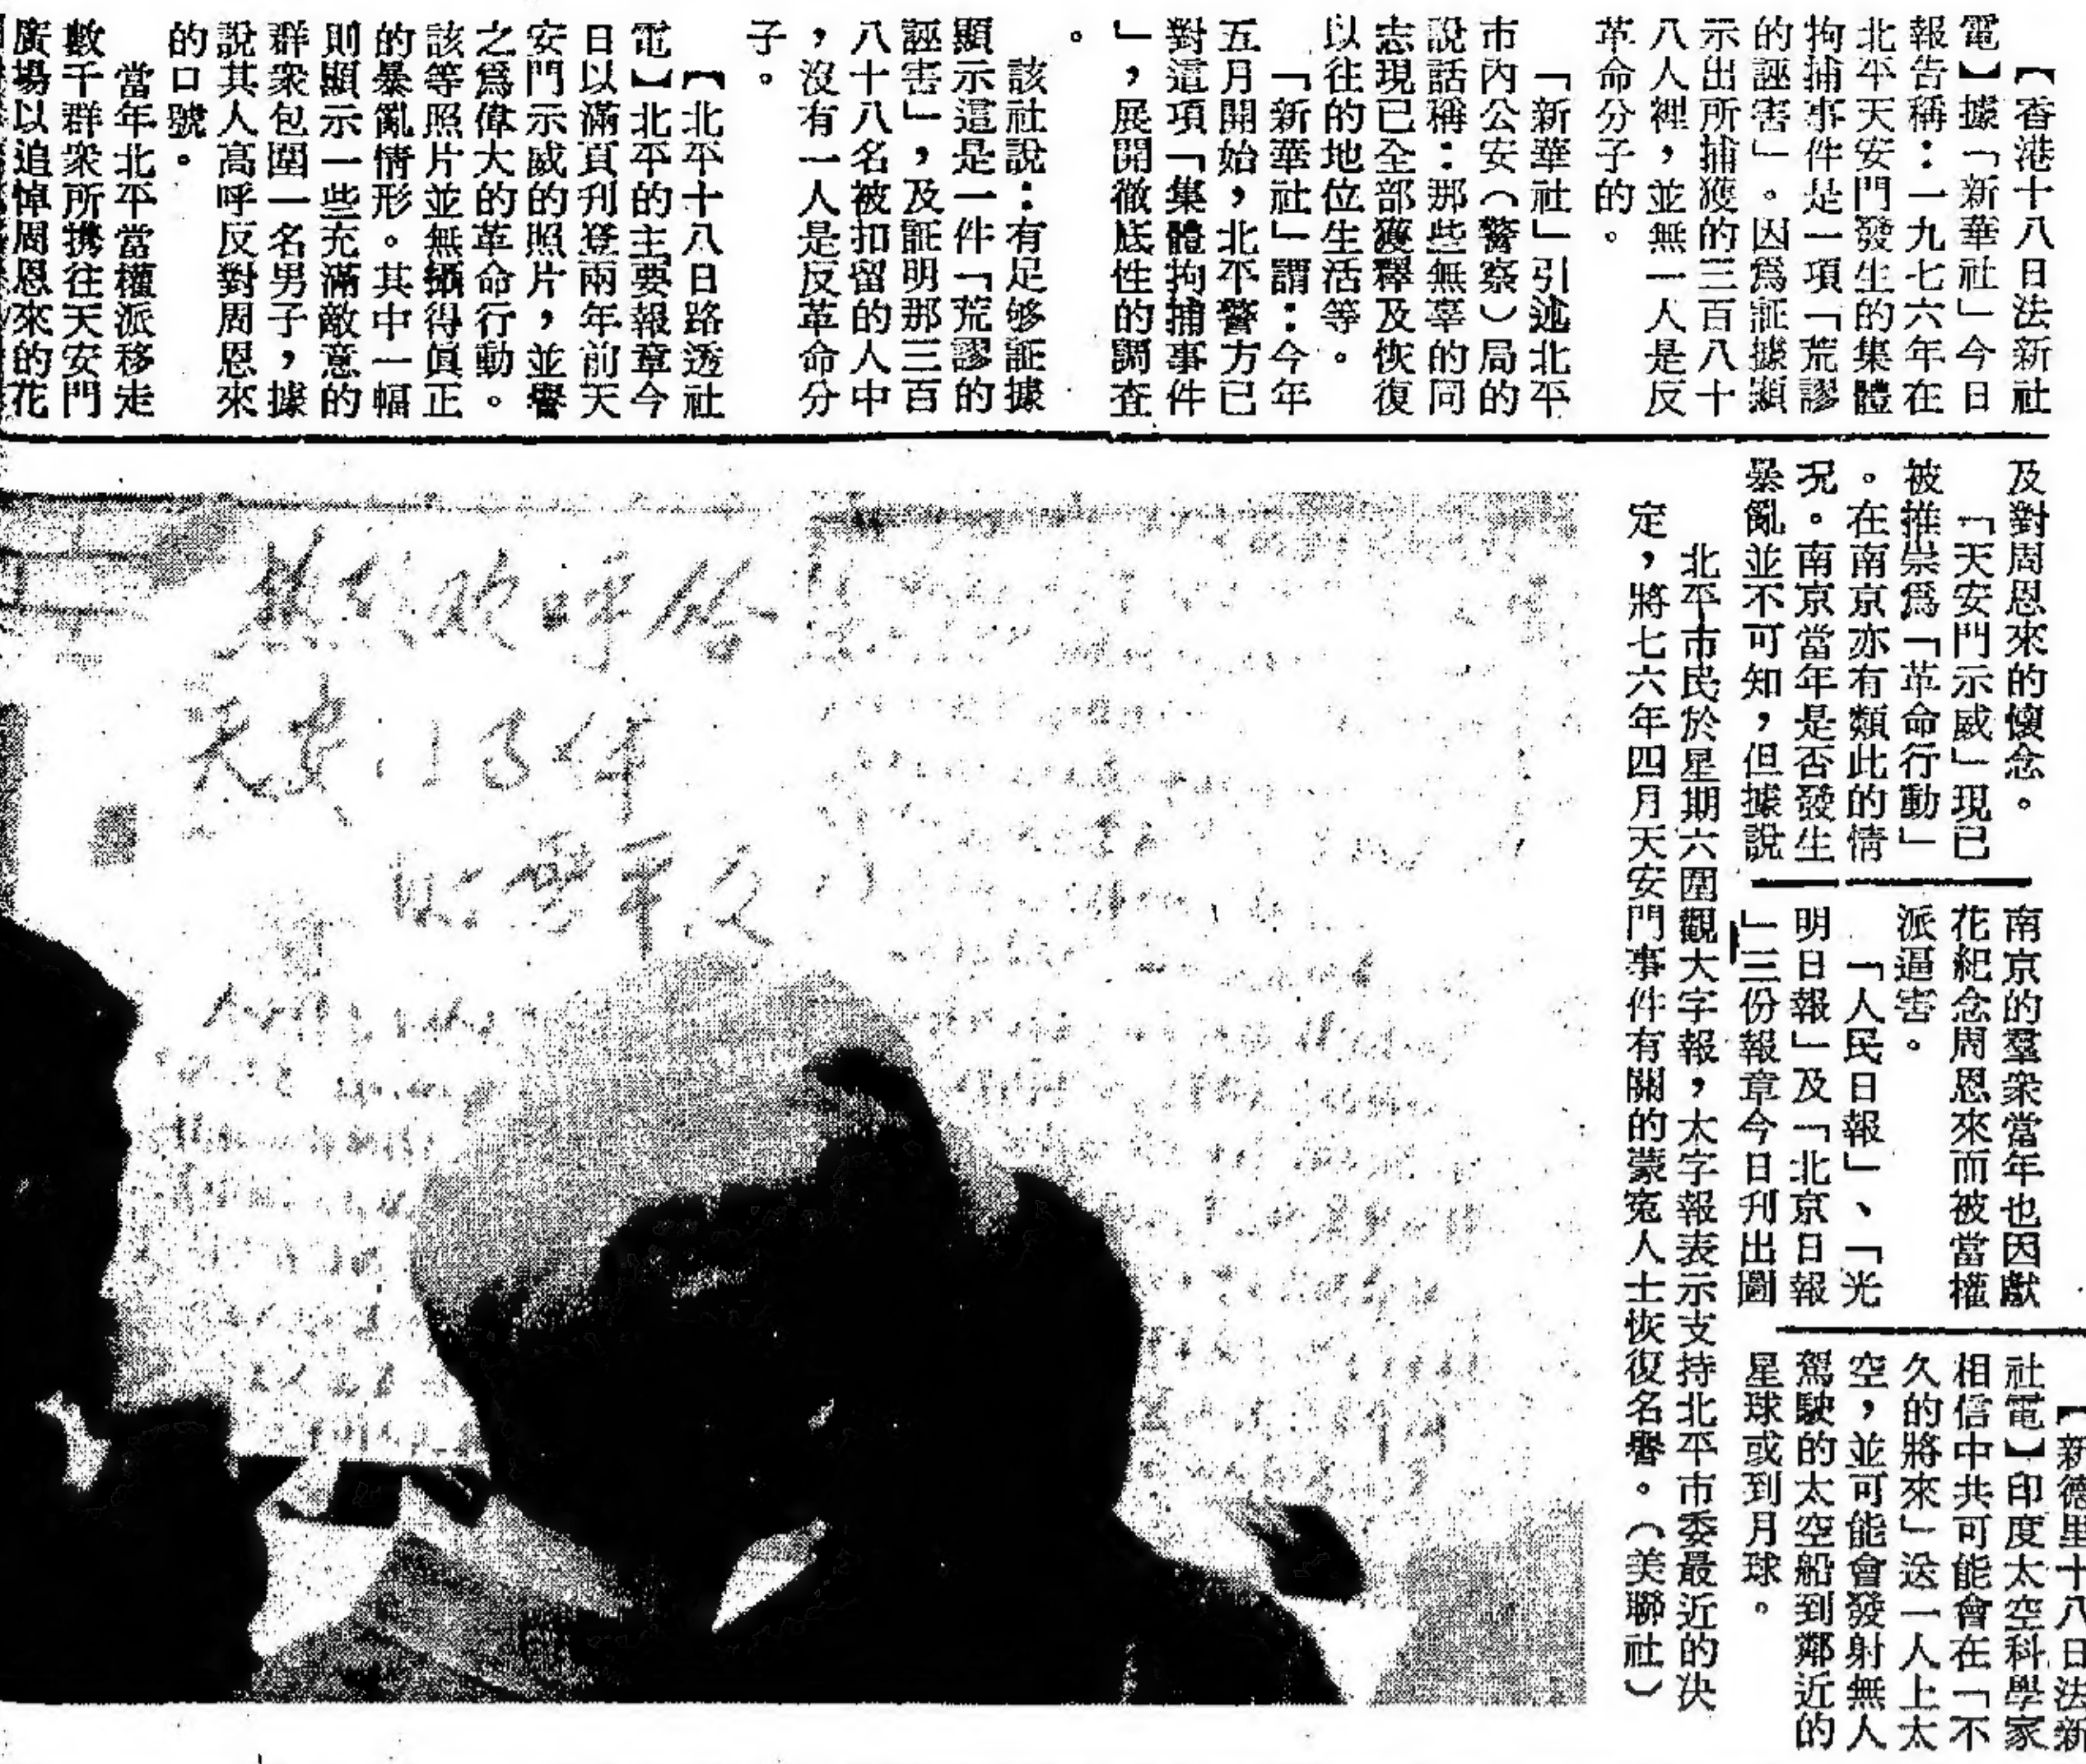 【香港十八日法新社
電】據「新華社」今日
報告稱：一九七六年在
北平天安門發生的集體
拘捕事件是一項「荒謬
的誣害」。因爲証據顯
示出所捕獲的三百八十
八人裡，並無一人是反
革命分子的。
「新華社」引述北平
市內公安（警察）局的
說話稱：那些無辜的同
志現已全部獲釋及恢復
以往的地位生活等。
「新華社」謂：今年
五月開始，北平警方已
對這項「集體拘捕事件
」，展開徹底性的調查
。
該社說：有足够証據
顯示這是一件「荒謬的
誣害」，及証明那三百
八十八名被扣留的人中
，沒有一人是反革命分
子。
【北平十八日路透社
電】北平的主要報章今
日以滿頁刋登兩年前天
安門示威的照片，並譽
之爲偉大的革命行動。
該等照片並無攝得眞正
的暴亂情形。其中一幅
則顯示一些充滿敵意的
群衆包圍一名男子，據
說其人高呼反對周恩來
的口號。
當年北平當權派移走
數千群衆所携往天安門
廣場以追悼周恩來的花
及對周恩來的懷念。
「天安門示威」現已
被推崇爲「革命行動」
。在南京亦有類此的情
况。南京當年是否發生
暴亂並不可知，但據說
南京的羣衆當年也因獻
花紀念周恩來而被當權
派逼害。
「人民日報」、「光
明日報」及「北京日報
」三份報章今日刋出圖
【新德里十八日法新
社電】印度太空科學家
相信中共可能會在「不
久的將來」送一人上太
空，並可能會發射無人
駕駛的太空船到鄰近的
星球或到月球。
北平市民於星期六圍觀大字報，大字報表示支持北平市委最近的决
定，將七六年四月天安門事件有關的蒙寃人士恢復名譽。（美聯社）
热烈欢呼给
天安门事件